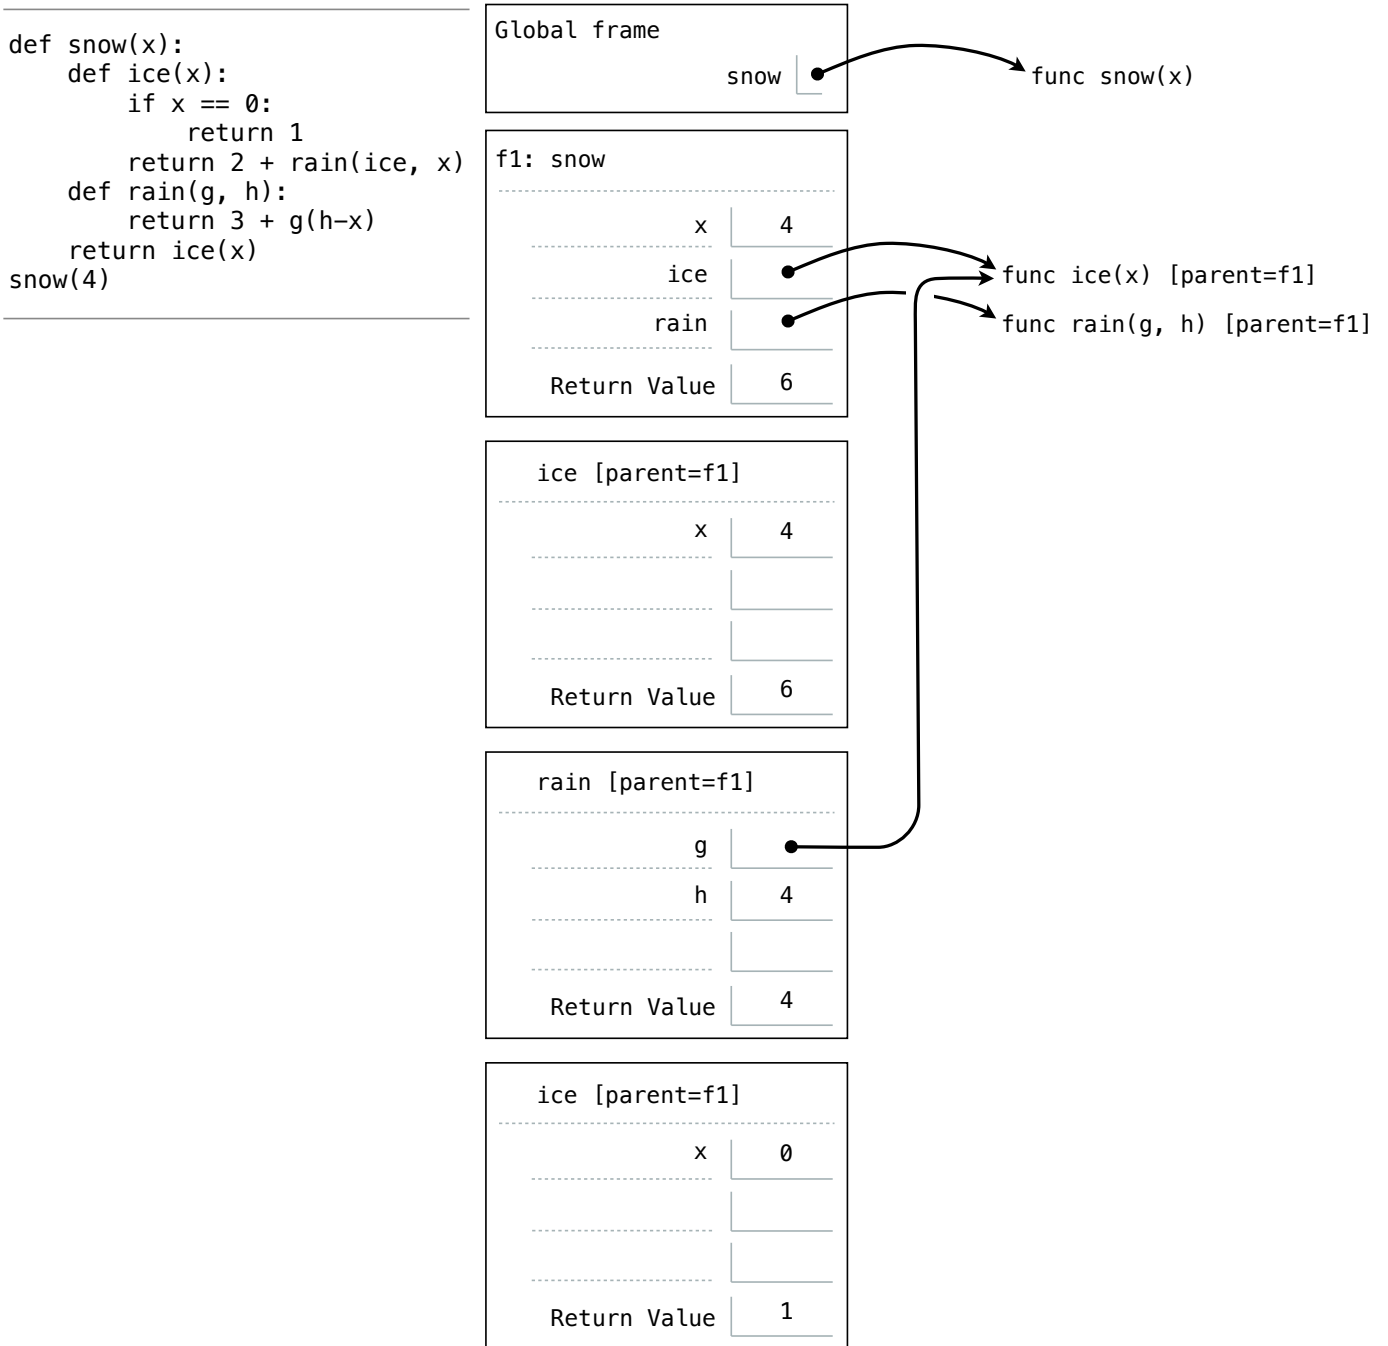 def snow(x):
    def ice(x):
        if x == 0:
            return 1
        return 2 + rain(ice, x)
    def rain(g, h):
        return 3 + g(h-x)
    return ice(x)
snow(4)
Global frame
snow
func snow(x)
f1: snow
x 4
ice
func ice(x) [parent=f1]
rain
func rain(g, h) [parent=f1]
Return Value 6
ice [parent=f1]
x 4
Return Value 6
rain [parent=f1]
g
h 4
Return Value 4
ice [parent=f1]
x 0
Return Value 1